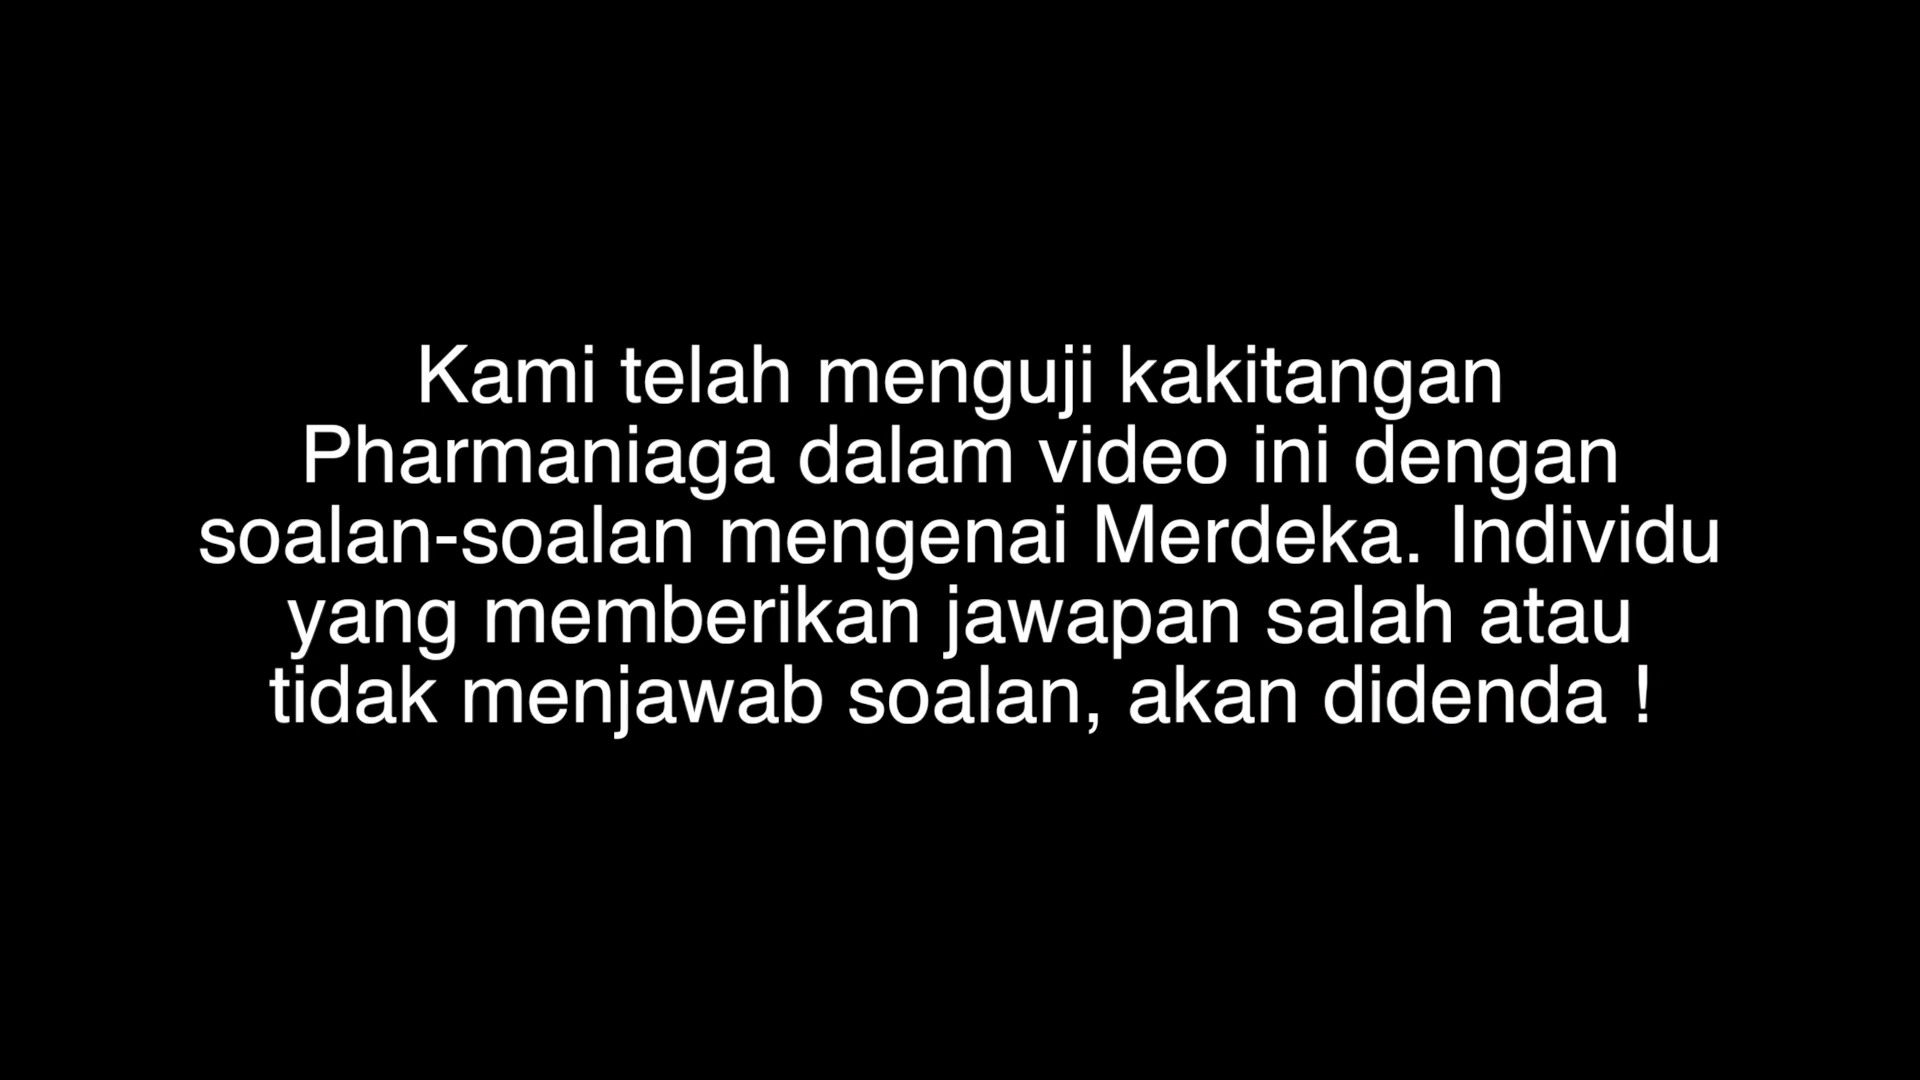 Kami telah menguji kakitangan
Pharmaniaga dalam video ini dengan
soalan-soalan mengenai Merdeka. Individu
yang memberikan jawapan salah atau
tidak menjawab soalan, akan didenda !